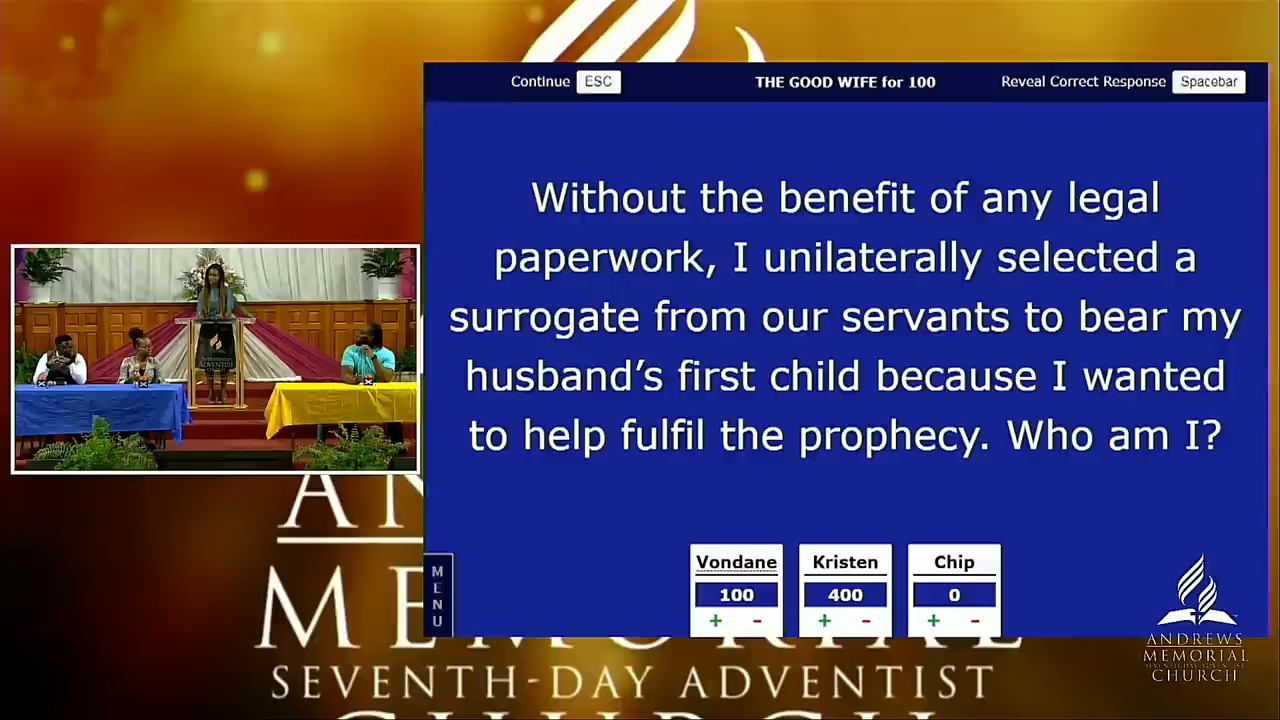 Continue ESC
THE GOOD WIFE for 100
Reveal Correct Response Spacebar
Without the benefit of any legal
paperwork, I unilaterally selected a
surrogate from our servants to bear my
husband’s first child because I wanted
to help fulfil the prophecy. Who am I?
MENU
Vondane Kristen Chip
100 400 0
+ - + - + -
ADVENTIST
ANDREWS
MEMORIAL
CHURCH
SEVENTH-DAY ADVENTIST